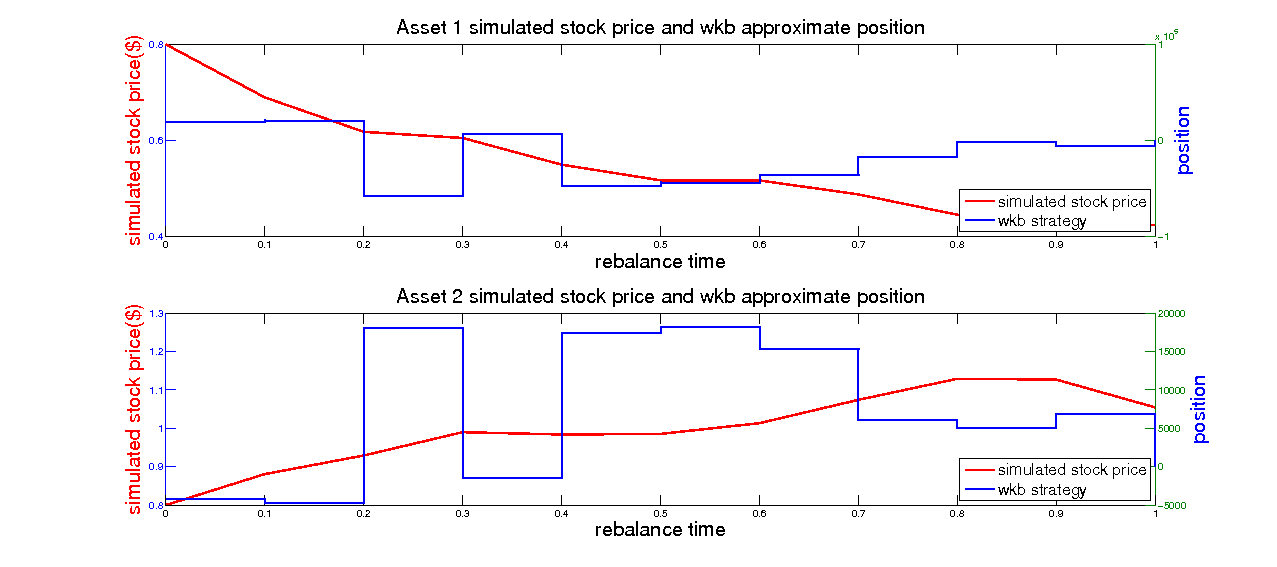 Asset 1 simulated stock price and wkb approximate position
simulated stock price($)
0.8
0.6
0.4
x 10^5
1
0
-1
position
simulated stock price
wkb strategy
0 0.1 0.2 0.3 0.4 0.5 0.6 0.7 0.8 0.9 1
rebalance time
Asset 2 simulated stock price and wkb approximate position
simulated stock price($)
1.3
1.2
1.1
1
0.9
0.8
20000
15000
10000
5000
0
-5000
position
simulated stock price
wkb strategy
0 0.1 0.2 0.3 0.4 0.5 0.6 0.7 0.8 0.9 1
rebalance time